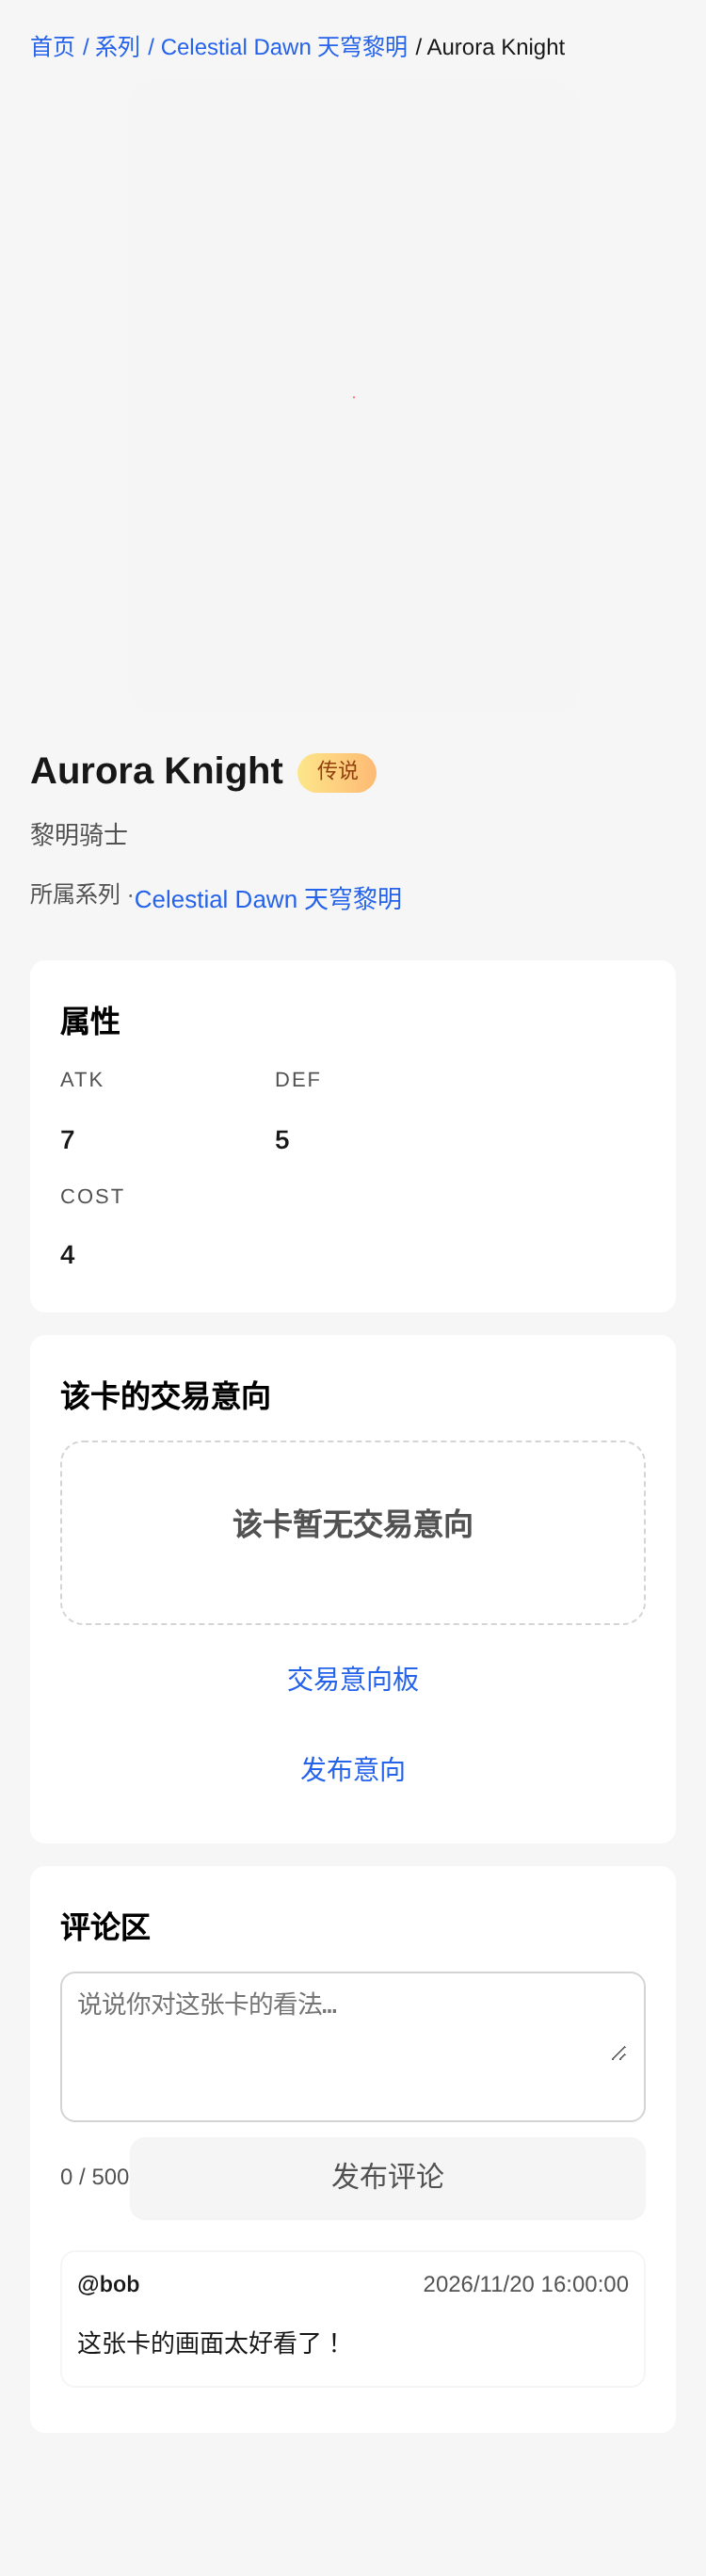 首页 / 系列 / Celestial Dawn 天穹黎明 / Aurora Knight
Aurora Knight 传说
黎明骑士
所属系列 · Celestial Dawn 天穹黎明
属性
ATK DEF
7 5
COST
4
该卡的交易意向
该卡暂无交易意向
交易意向板
发布意向
评论区
说说你对这张卡的看法…
0 / 500 发布评论
@bob 2026/11/20 16:00:00
这张卡的画面太好看了！